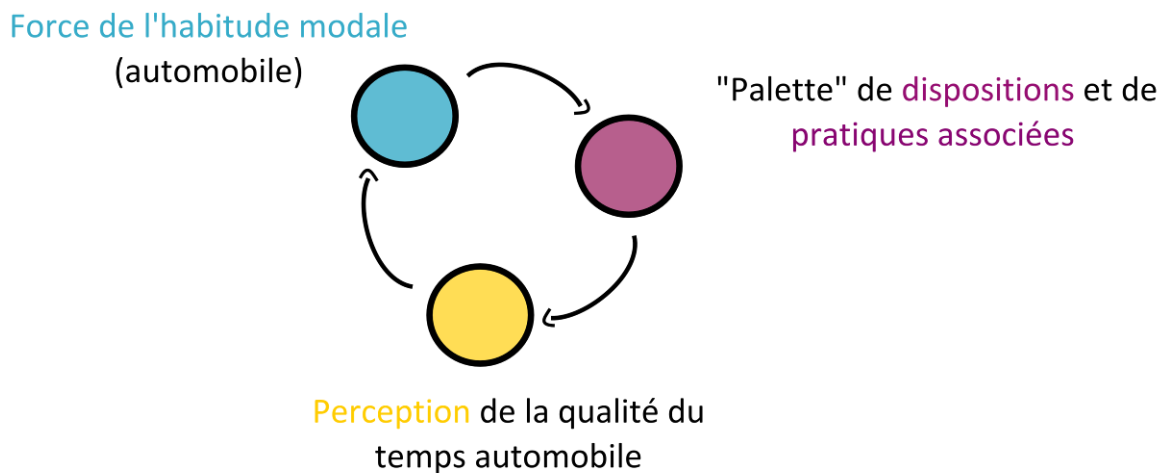 Force de l'habitude modale
(automobile)
"Palette" de dispositions et de
pratiques associées
Perception de la qualité du
temps automobile